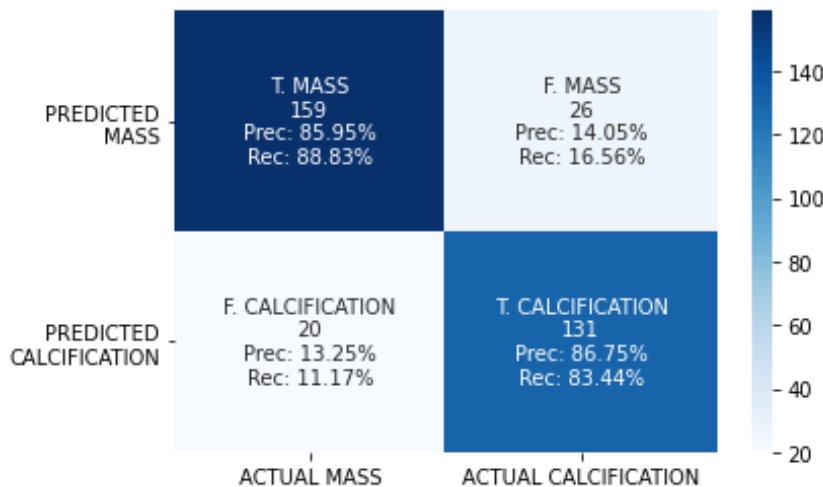 T. MASS
159
Prec: 85.95%
Rec: 88.83%
F. MASS
26
Prec: 14.05%
Rec: 16.56%
PREDICTED
MASS
F. CALCIFICATION
20
Prec: 13.25%
Rec: 11.17%
T. CALCIFICATION
131
Prec: 86.75%
Rec: 83.44%
PREDICTED
CALCIFICATION
ACTUAL MASS
ACTUAL CALCIFICATION
140
120
100
80
60
40
20